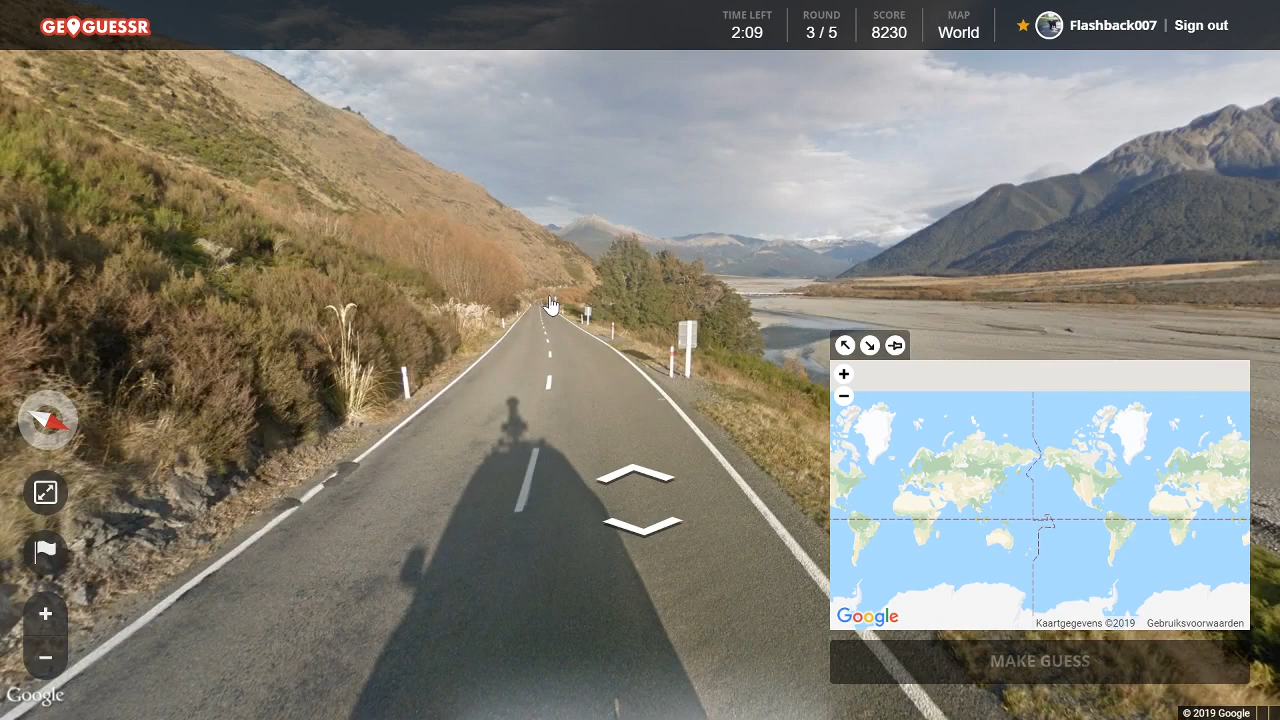 GEOGUESSR
TIME LEFT
2:09
ROUND
3 / 5
SCORE
8230
MAP
World
Flashback007 | Sign out
Google
Kaartgegevens ©2019 Gebruiksvoorwaarden
MAKE GUESS
Google
© 2019 Google